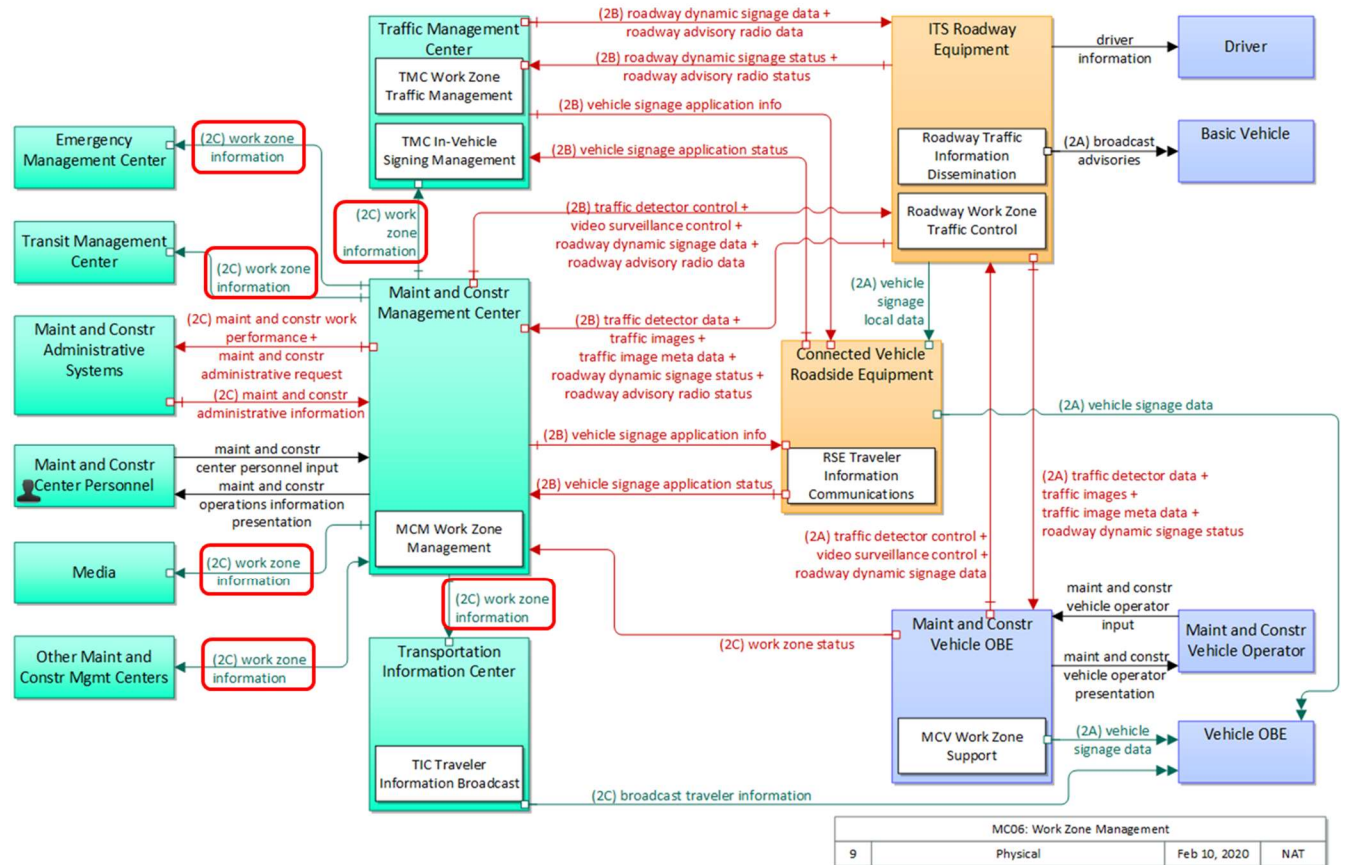 Traffic Management
Center
TMC Work Zone
Traffic Management
TMC In-Vehicle
Signing Management
(2B) roadway dynamic signage data +
roadway advisory radio data
(2B) roadway dynamic signage status +
roadway advisory radio status
(2B) vehicle signage application info
(2B) vehicle signage application status
ITS Roadway
Equipment
Roadway Traffic
Information
Dissemination
Roadway Work Zone
Traffic Control
driver
information
Driver
(2A) broadcast
advisories
Basic Vehicle
Emergency
Management Center
(2C) work zone
information
Transit Management
Center
(2C) work zone
information
(2C) work
zone
information
(2B) traffic detector control +
video surveillance control +
roadway dynamic signage data +
roadway advisory radio data
(2A) vehicle
signage
local data
Maint and Constr
Administrative
Systems
(2C) maint and constr work
performance +
maint and constr
administrative request
(2C) maint and constr
administrative information
Maint and Constr
Management Center
MCM Work Zone
Management
(2B) traffic detector data +
traffic images +
traffic image meta data +
roadway dynamic signage status +
roadway advisory radio status
Connected Vehicle
Roadside Equipment
RSE Traveler
Information
Communications
(2A) vehicle signage data
(2B) vehicle signage application info
(2B) vehicle signage application status
Maint and Constr
Center Personnel
maint and constr
center personnel input
maint and constr
operations information
presentation
(2A) traffic detector data +
traffic images +
traffic image meta data +
roadway dynamic signage status
(2A) traffic detector control +
video surveillance control +
roadway dynamic signage data
Media
(2C) work zone
information
(2C) work zone
information
Other Maint and
Constr Mgmt Centers
(2C) work zone
information
Transportation
Information Center
TIC Traveler
Information Broadcast
(2C) work zone status
Maint and Constr
Vehicle OBE
MCV Work Zone
Support
maint and constr
vehicle operator
input
maint and constr
vehicle operator
presentation
Maint and Constr
Vehicle Operator
(2A) vehicle
signage data
Vehicle OBE
(2C) broadcast traveler information
MC06: Work Zone Management
9 Physical Feb 10, 2020 NAT